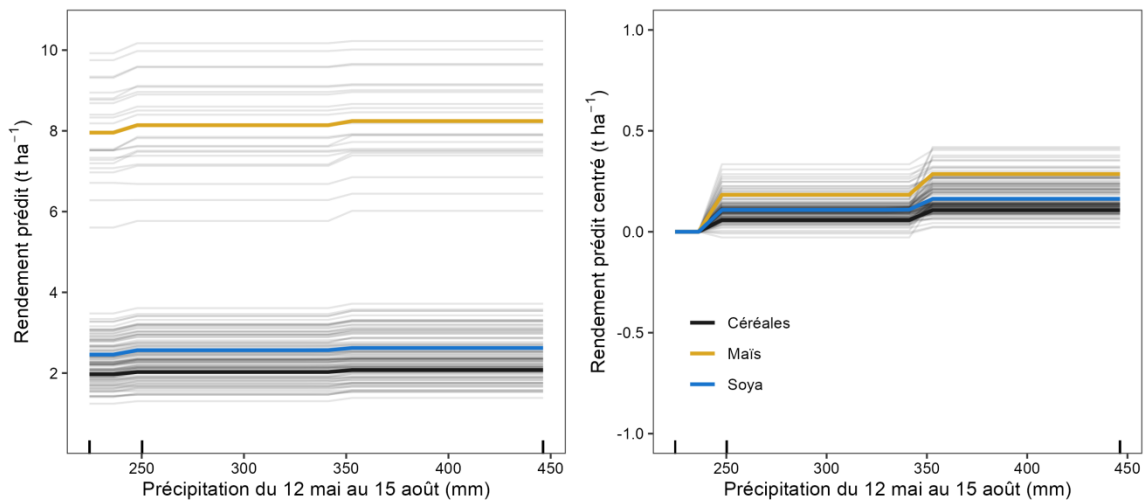 Rendement prédit (t ha⁻¹)
10
8
6
4
2
250
300
350
400
450
Précipitation du 12 mai au 15 août (mm)
Rendement prédit centré (t ha⁻¹)
1.0
0.5
0.0
-0.5
-1.0
Céréales
Maïs
Soya
250
300
350
400
450
Précipitation du 12 mai au 15 août (mm)